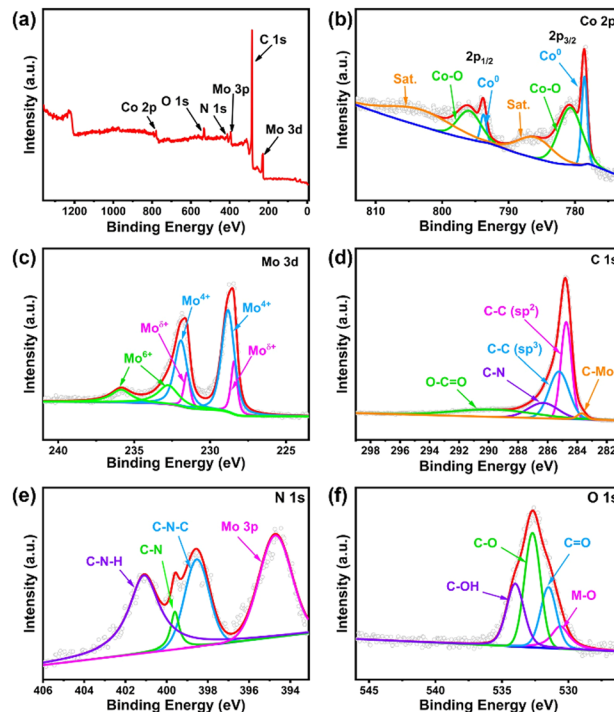 (a)
C 1s
Mo 3p
O 1s
N 1s
Co 2p
Mo 3d
Intensity (a.u.)
1200 1000 800 600 400 200 0
Binding Energy (eV)
(b)
Co 2p
2p3/2
2p1/2
Co0
Sat.
Co-O
Co0
Sat.
Co-O
Intensity (a.u.)
810 800 790 780
Binding Energy (eV)
(c)
Mo 3d
Mo4+
Mo4+
Moδ+
Mo6+
Moδ+
Intensity (a.u.)
240 235 230 225
Binding Energy (eV)
(d)
C 1s
C-C (sp2)
C-C (sp3)
C-N
O-C=O
C-Mo
Intensity (a.u.)
298 296 294 292 290 288 286 284 282
Binding Energy (eV)
(e)
N 1s
C-N-C
Mo 3p
C-N-H
C-N
Intensity (a.u.)
406 404 402 400 398 396 394
Binding Energy (eV)
(f)
O 1s
C-O
C=O
C-OH
M-O
Intensity (a.u.)
545 540 535 530
Binding Energy (eV)